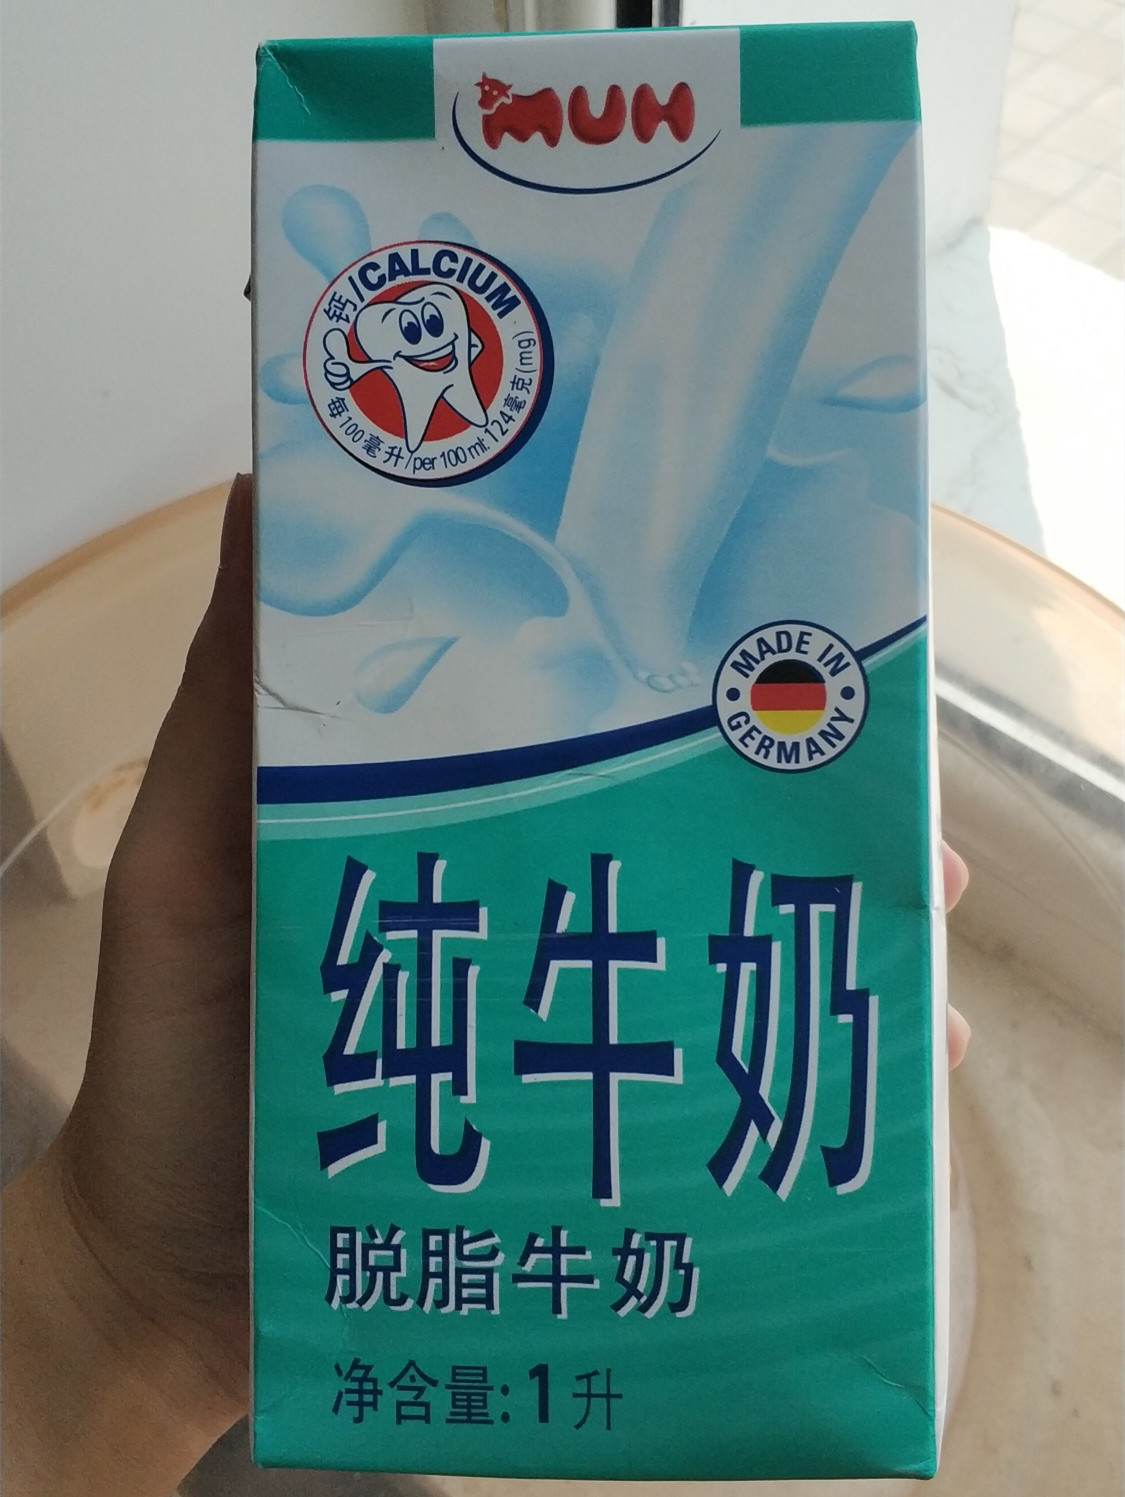 MUH
钙/CALCIUM
每100毫升/per 100 ml: 124毫克(mg)
MADE IN
GERMANY
纯牛奶
脱脂牛奶
净含量: 1升